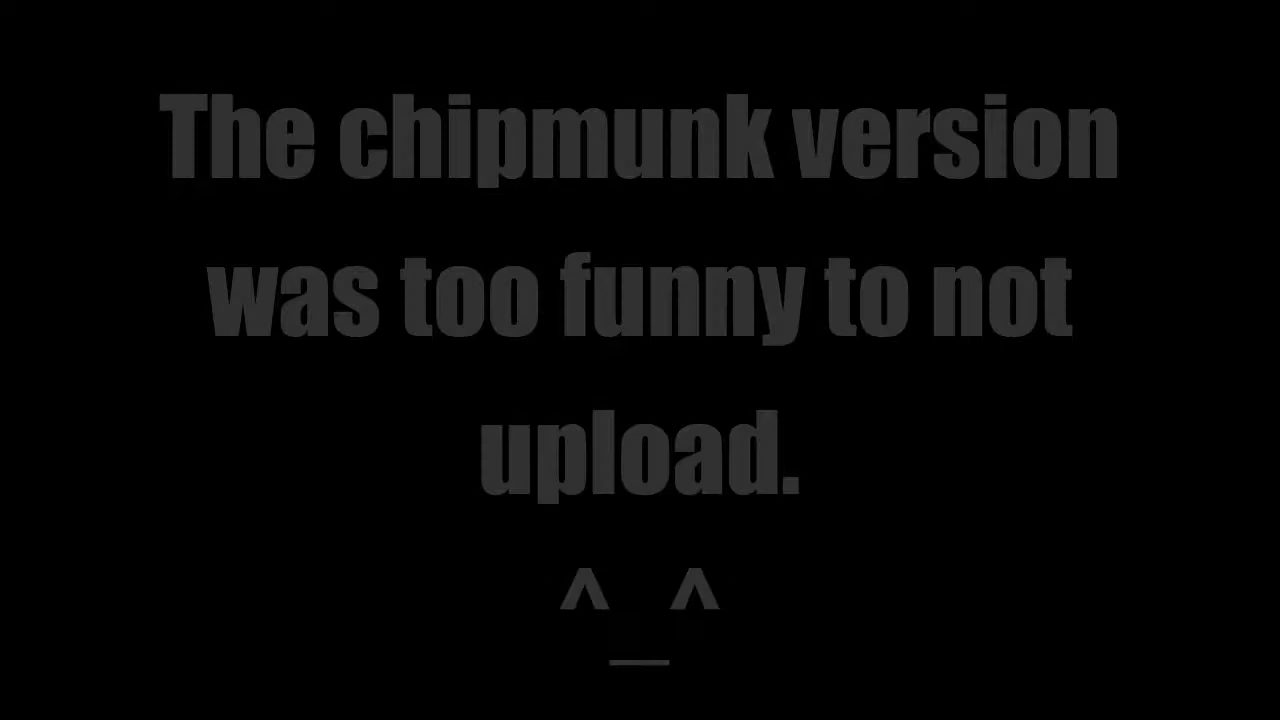 The chipmunk version
was too funny to not
upload.
^_^